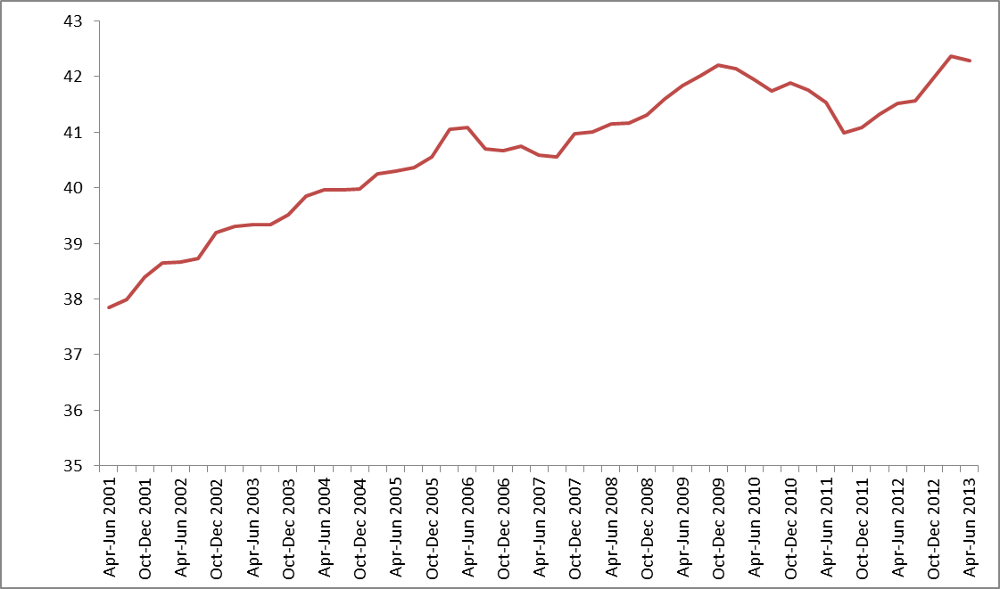 43
42
41
40
39
38
37
36
35
Apr-Jun 2001
Oct-Dec 2001
Apr-Jun 2002
Oct-Dec 2002
Apr-Jun 2003
Oct-Dec 2003
Apr-Jun 2004
Oct-Dec 2004
Apr-Jun 2005
Oct-Dec 2005
Apr-Jun 2006
Oct-Dec 2006
Apr-Jun 2007
Oct-Dec 2007
Apr-Jun 2008
Oct-Dec 2008
Apr-Jun 2009
Oct-Dec 2009
Apr-Jun 2010
Oct-Dec 2010
Apr-Jun 2011
Oct-Dec 2011
Apr-Jun 2012
Oct-Dec 2012
Apr-Jun 2013